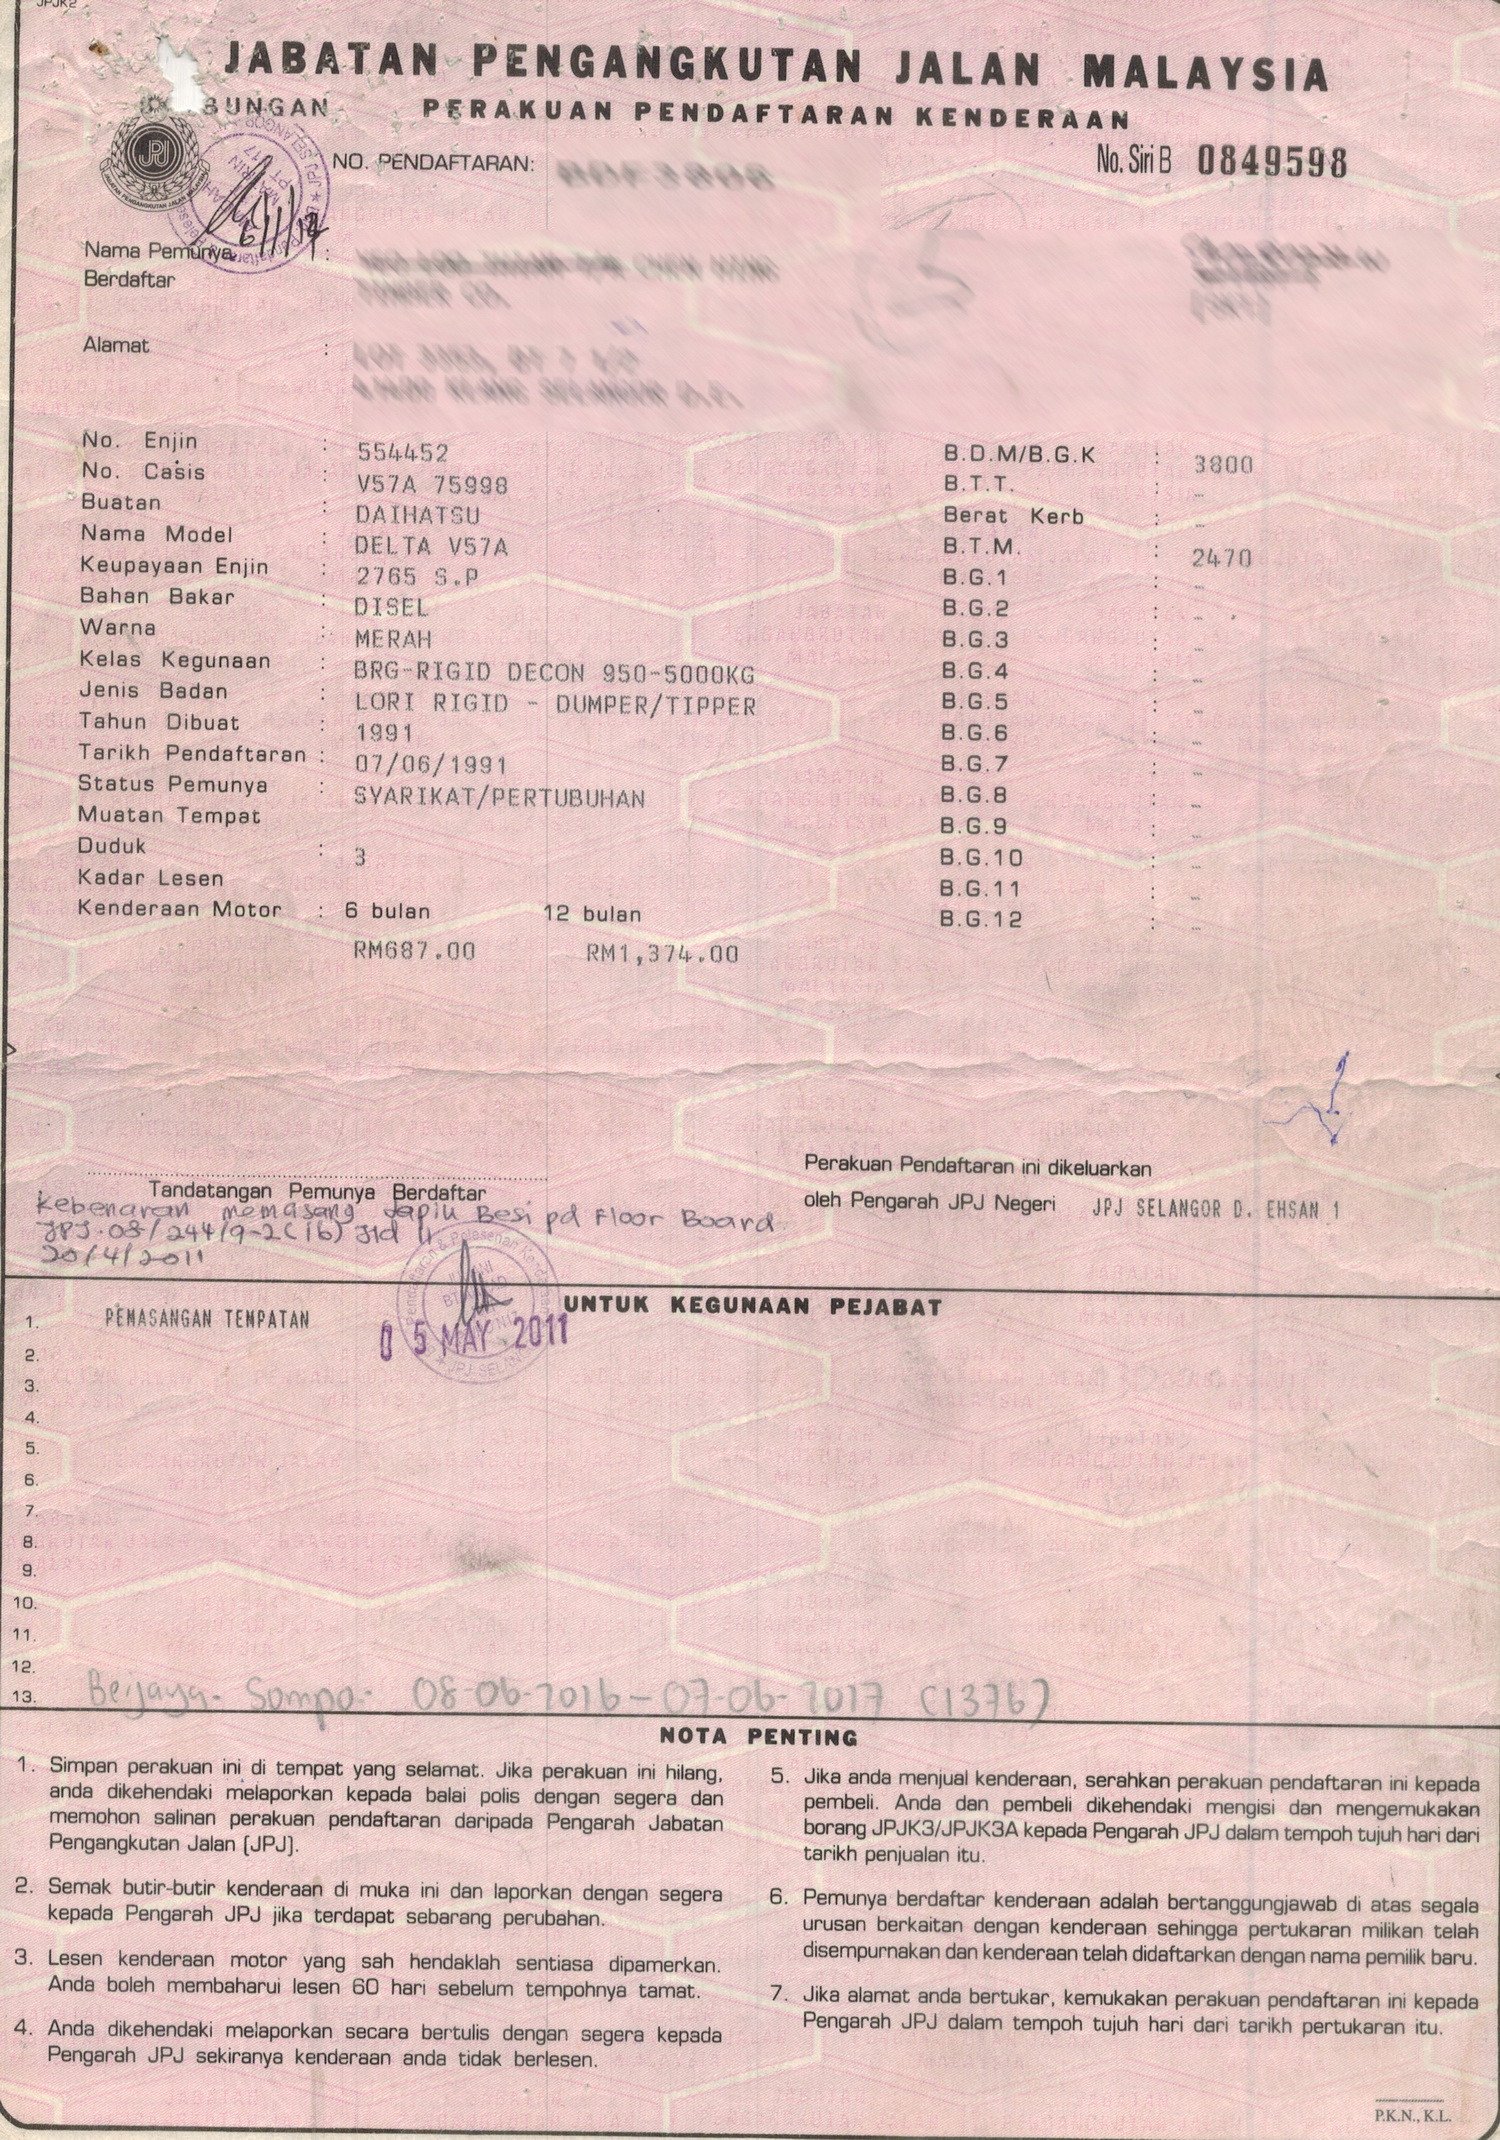 JPJK2
JABATAN PENGANGKUTAN JALAN MALAYSIA
BUNGAN
PERAKUAN PENDAFTARAN KENDERAAN
NO. PENDAFTARAN:
No. Siri B 0849598
Nama Pemunya :
Berdaftar
Alamat :
No. Enjin : 554452
No. Casis : V57A 75998
Buatan : DAIHATSU
Nama Model : DELTA V57A
Keupayaan Enjin : 2765 S.P
Bahan Bakar : DISEL
Warna : MERAH
Kelas Kegunaan : BRG-RIGID DECON 950-5000KG
Jenis Badan : LORI RIGID - DUMPER/TIPPER
Tahun Dibuat : 1991
Tarikh Pendaftaran : 07/06/1991
Status Pemunya : SYARIKAT/PERTUBUHAN
Muatan Tempat
Duduk : 3
Kadar Lesen
Kenderaan Motor : 6 bulan 12 bulan
RM687.00 RM1,374.00
B.D.M/B.G.K : 3800
B.T.T. : -
Berat Kerb : -
B.T.M. : 2470
B.G.1 : -
B.G.2 : -
B.G.3 : -
B.G.4 : -
B.G.5 : -
B.G.6 : -
B.G.7 : -
B.G.8 : -
B.G.9 : -
B.G.10 : -
B.G.11 : -
B.G.12 : -
Tandatangan Pemunya Berdaftar
Perakuan Pendaftaran ini dikeluarkan
oleh Pengarah JPJ Negeri JPJ SELANGOR D. EHSAN 1
Kebenaran memasang lapik Besi pd Floor Board
JPJ.03/244/9-2(16) Jld 11
20/4/2011
UNTUK KEGUNAAN PEJABAT
1. PEMASANGAN TEMPATAN
05 MAY 2011
2.
3.
4.
5.
6.
7.
8.
9.
10.
11.
12.
13. Berjaya - Sompo - 08-06-2016 - 07-06-2017 (1376)
NOTA PENTING
1. Simpan perakuan ini di tempat yang selamat. Jika perakuan ini hilang,
anda dikehendaki melaporkan kepada balai polis dengan segera dan
memohon salinan perakuan pendaftaran daripada Pengarah Jabatan
Pengangkutan Jalan (JPJ).
2. Semak butir-butir kenderaan di muka ini dan laporkan dengan segera
kepada Pengarah JPJ jika terdapat sebarang perubahan.
3. Lesen kenderaan motor yang sah hendaklah sentiasa dipamerkan.
Anda boleh membaharui lesen 60 hari sebelum tempohnya tamat.
4. Anda dikehendaki melaporkan secara bertulis dengan segera kepada
Pengarah JPJ sekiranya kenderaan anda tidak berlesen.
5. Jika anda menjual kenderaan, serahkan perakuan pendaftaran ini kepada
pembeli. Anda dan pembeli dikehendaki mengisi dan mengemukakan
borang JPJK3/JPJK3A kepada Pengarah JPJ dalam tempoh tujuh hari dari
tarikh penjualan itu.
6. Pemunya berdaftar kenderaan adalah bertanggungjawab di atas segala
urusan berkaitan dengan kenderaan sehingga pertukaran milikan telah
disempurnakan dan kenderaan telah didaftarkan dengan nama pemilik baru.
7. Jika alamat anda bertukar, kemukakan perakuan pendaftaran ini kepada
Pengarah JPJ dalam tempoh tujuh hari dari tarikh pertukaran itu.
P.K.N., K.L.